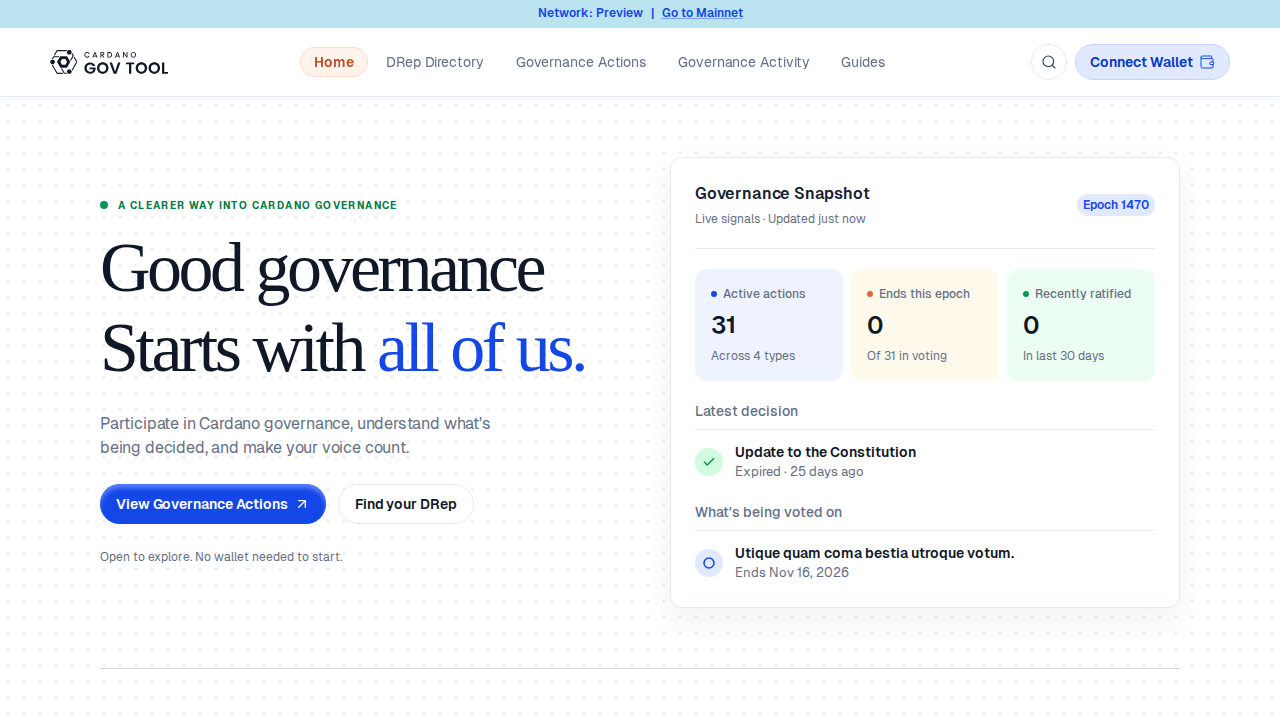 Network: Preview | Go to Mainnet
CARDANO
GOV TOOL
Home
DRep Directory
Governance Actions
Governance Activity
Guides
Connect Wallet
A CLEARER WAY INTO CARDANO GOVERNANCE
Good governance
Starts with all of us.
Participate in Cardano governance, understand what's
being decided, and make your voice count.
View Governance Actions
Find your DRep
Open to explore. No wallet needed to start.
Governance Snapshot
Live signals · Updated just now
Epoch 1470
Active actions
31
Across 4 types
Ends this epoch
0
Of 31 in voting
Recently ratified
0
In last 30 days
Latest decision
Update to the Constitution
Expired · 25 days ago
What's being voted on
Utique quam coma bestia utroque votum.
Ends Nov 16, 2026